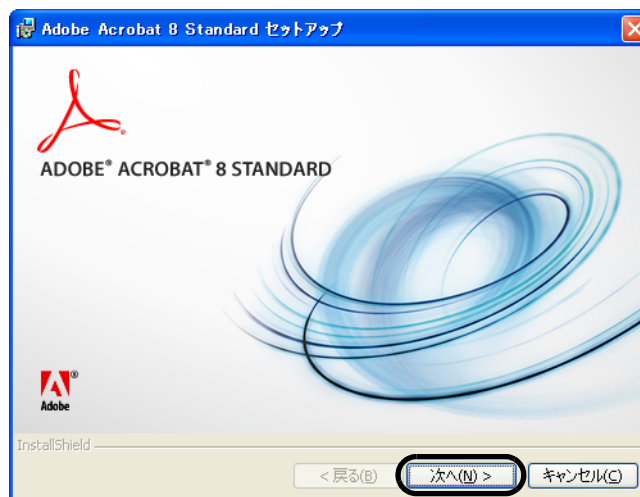 Adobe Acrobat 8 Standard セットアップ
ADOBE® ACROBAT® 8 STANDARD
®
Adobe
InstallShield
< 戻る(B)
次へ(N) >
キャンセル(C)